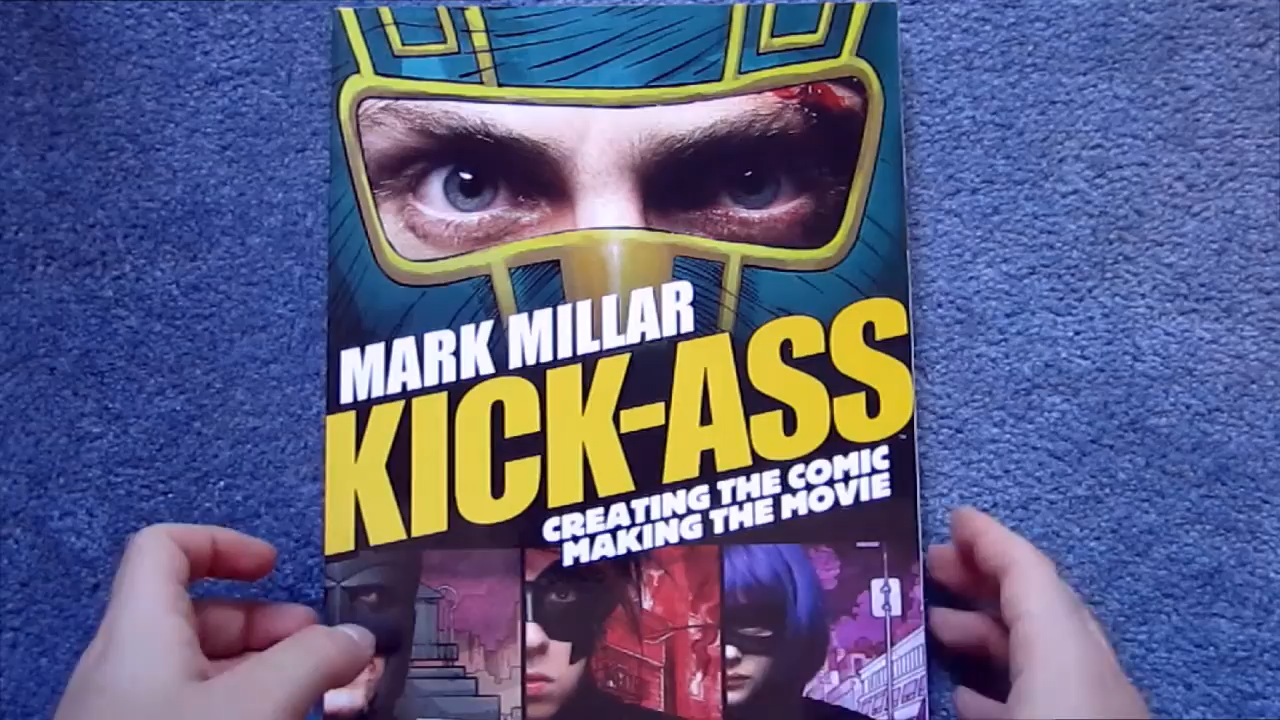 MARK MILLAR
KICK-ASS
CREATING THE COMIC
MAKING THE MOVIE